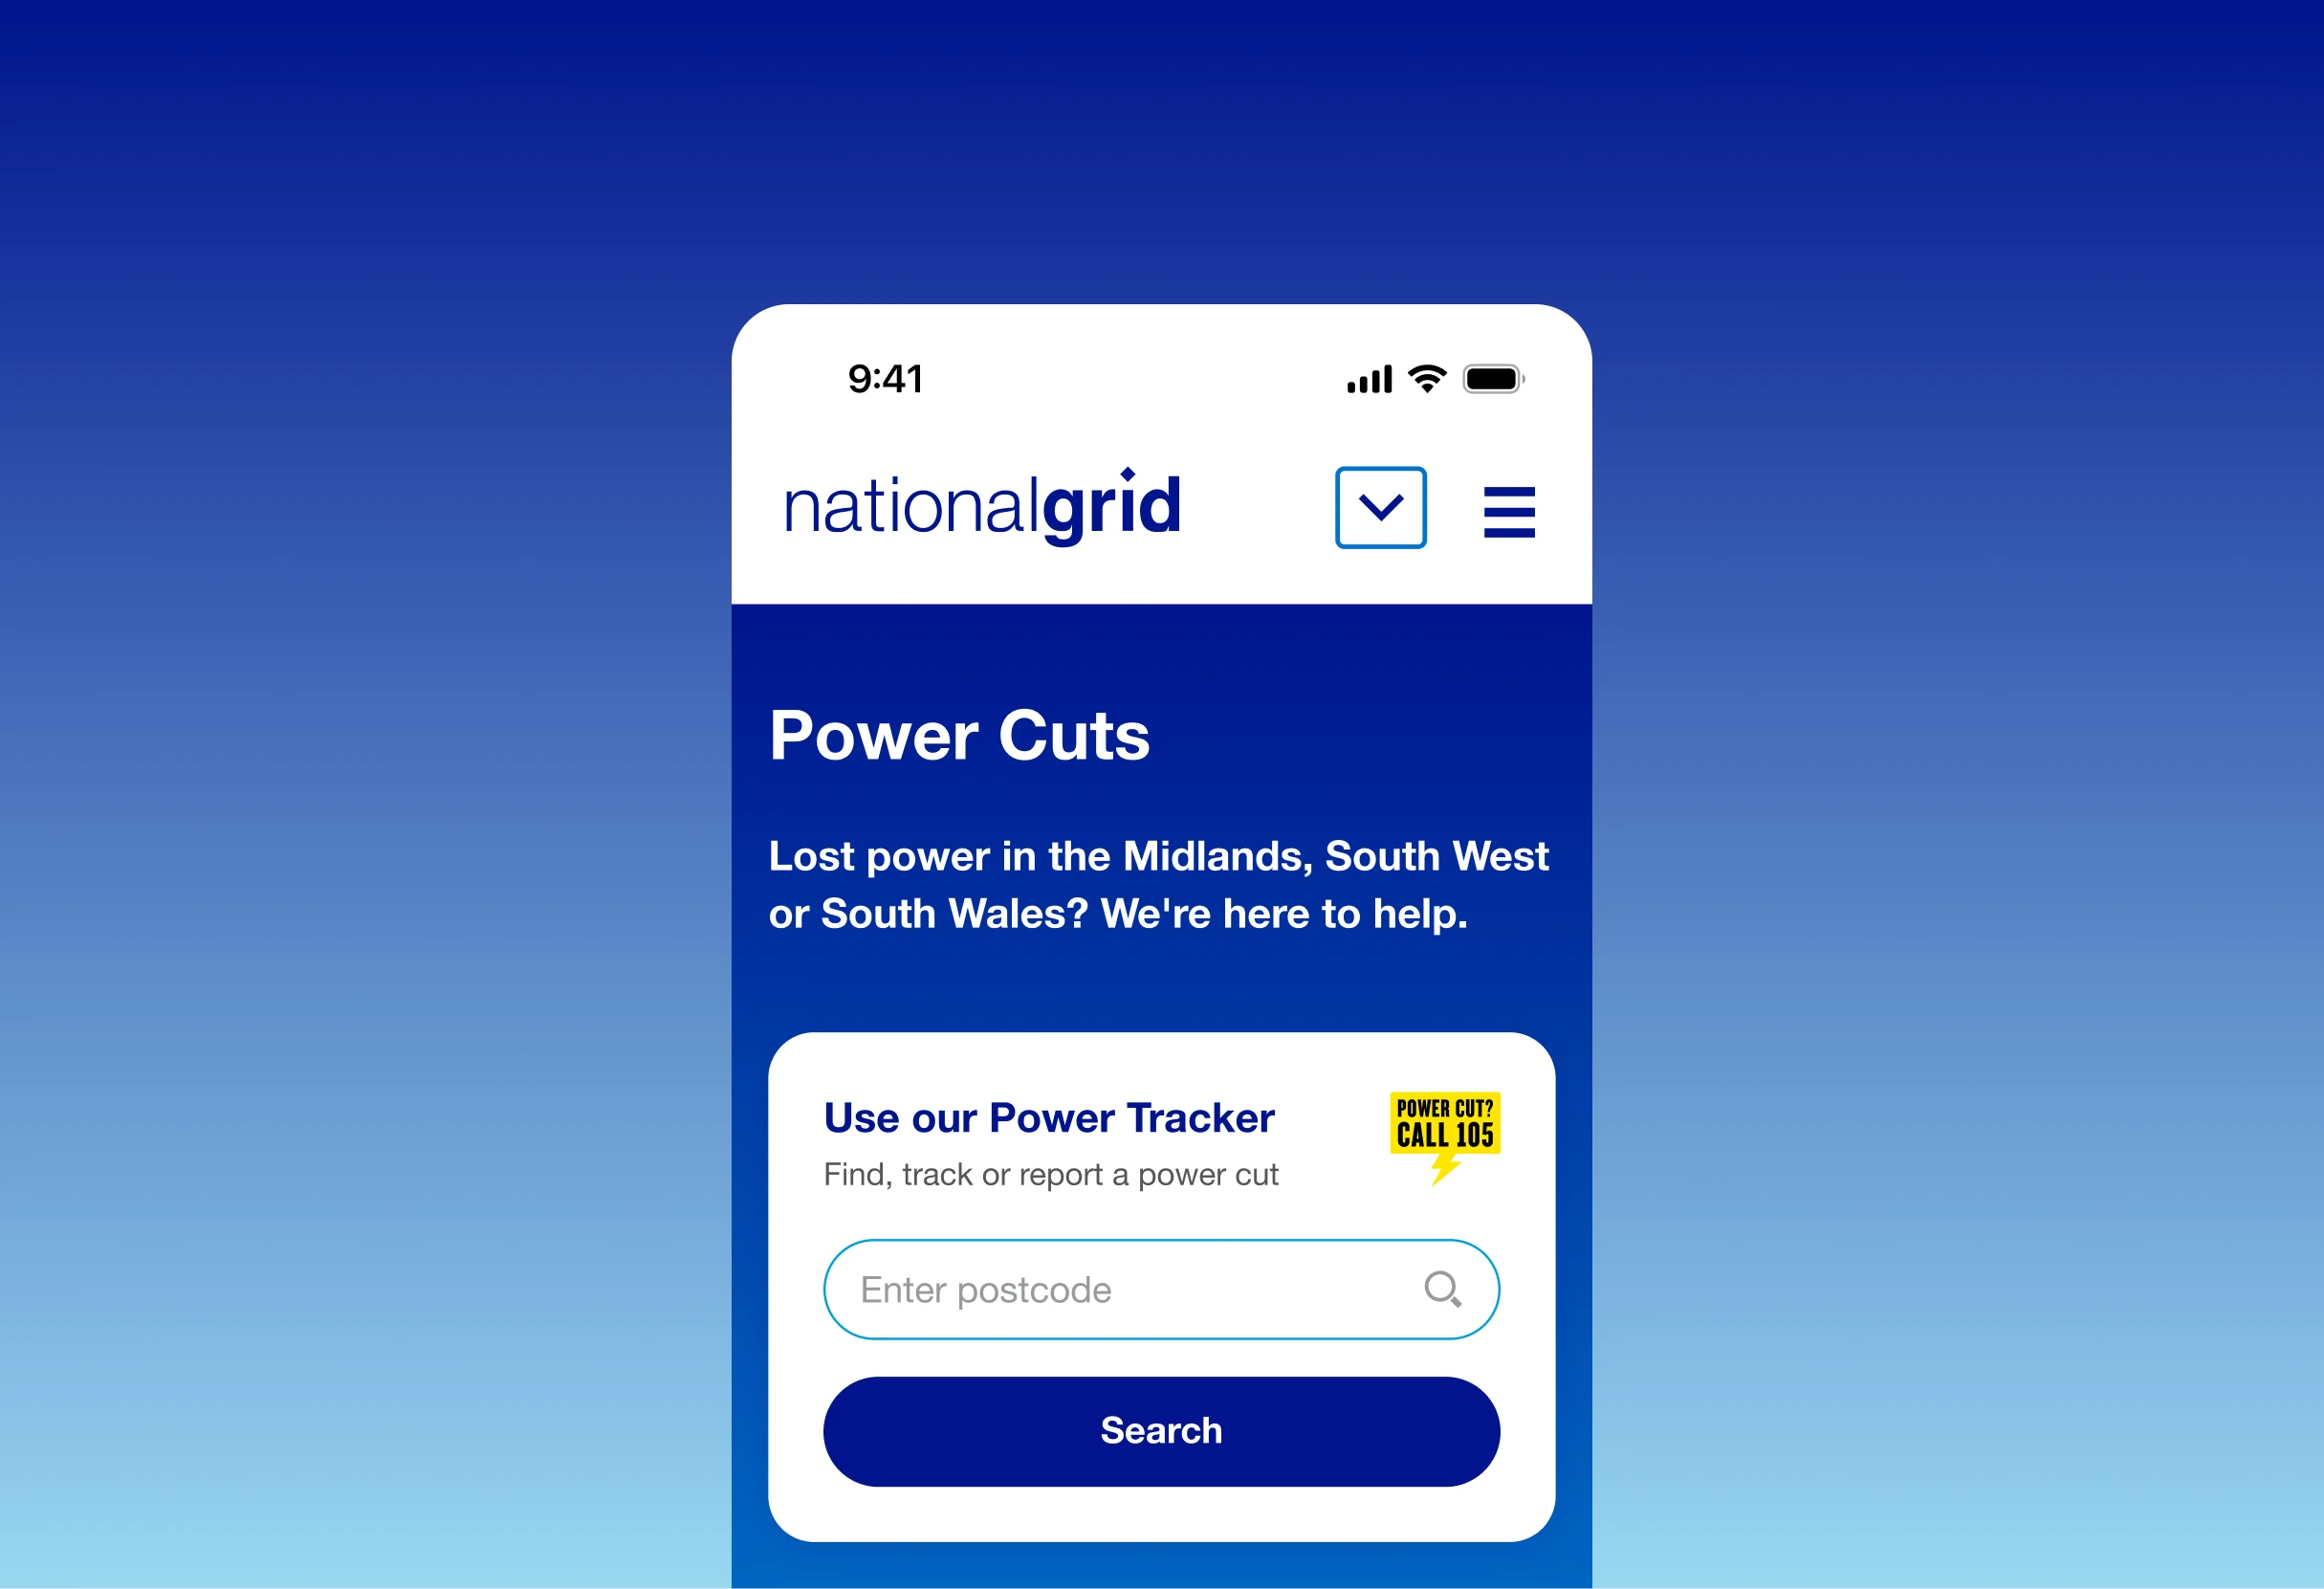 9:41
nationalgrid
Power Cuts
Lost power in the Midlands, South West
or South Wales? We're here to help.
Use our Power Tracker
Find, track or report a power cut
POWER CUT?
CALL 105
Enter postcode
Search